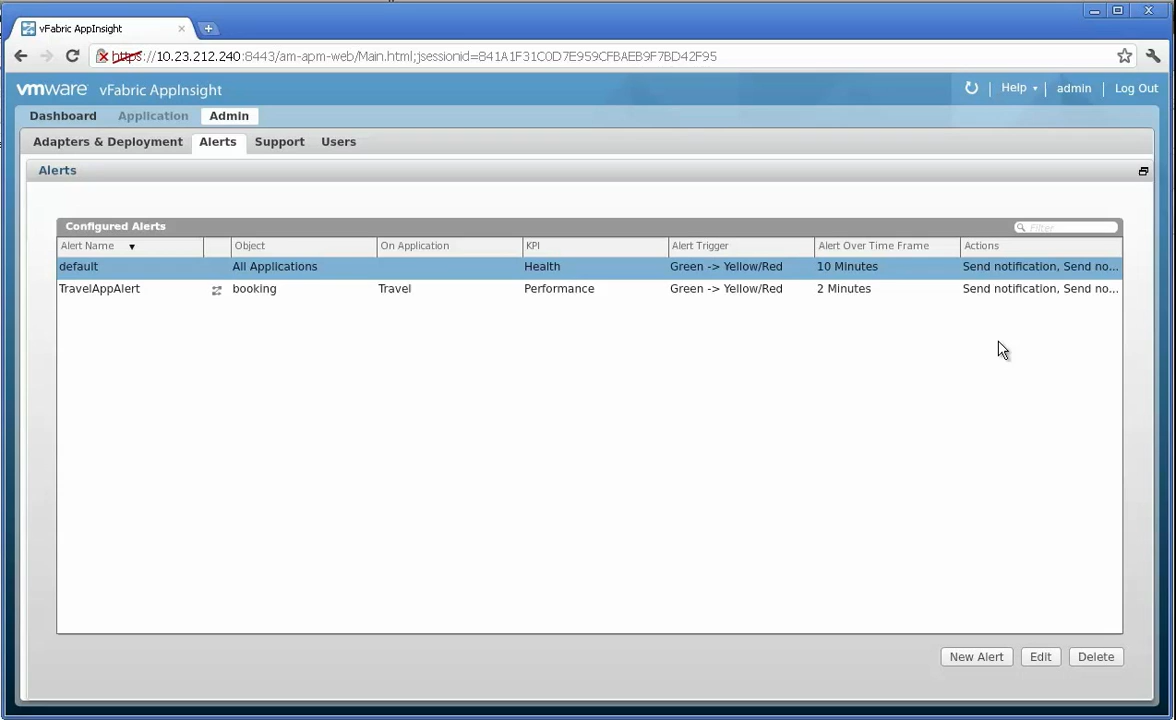 vFabric AppInsight
https://10.23.212.240:8443/am-apm-web/Main.html;jsessionid=841A1F31C0D7E959CFBAEB9F7BD42F95
vmware vFabric AppInsight Help admin Log Out
Dashboard Application Admin
Adapters & Deployment Alerts Support Users
Alerts
Configured Alerts Filter
Alert Name Object On Application KPI Alert Trigger Alert Over Time Frame Actions
default All Applications Health Green -> Yellow/Red 10 Minutes Send notification, Send no...
TravelAppAlert booking Travel Performance Green -> Yellow/Red 2 Minutes Send notification, Send no...
New Alert Edit Delete